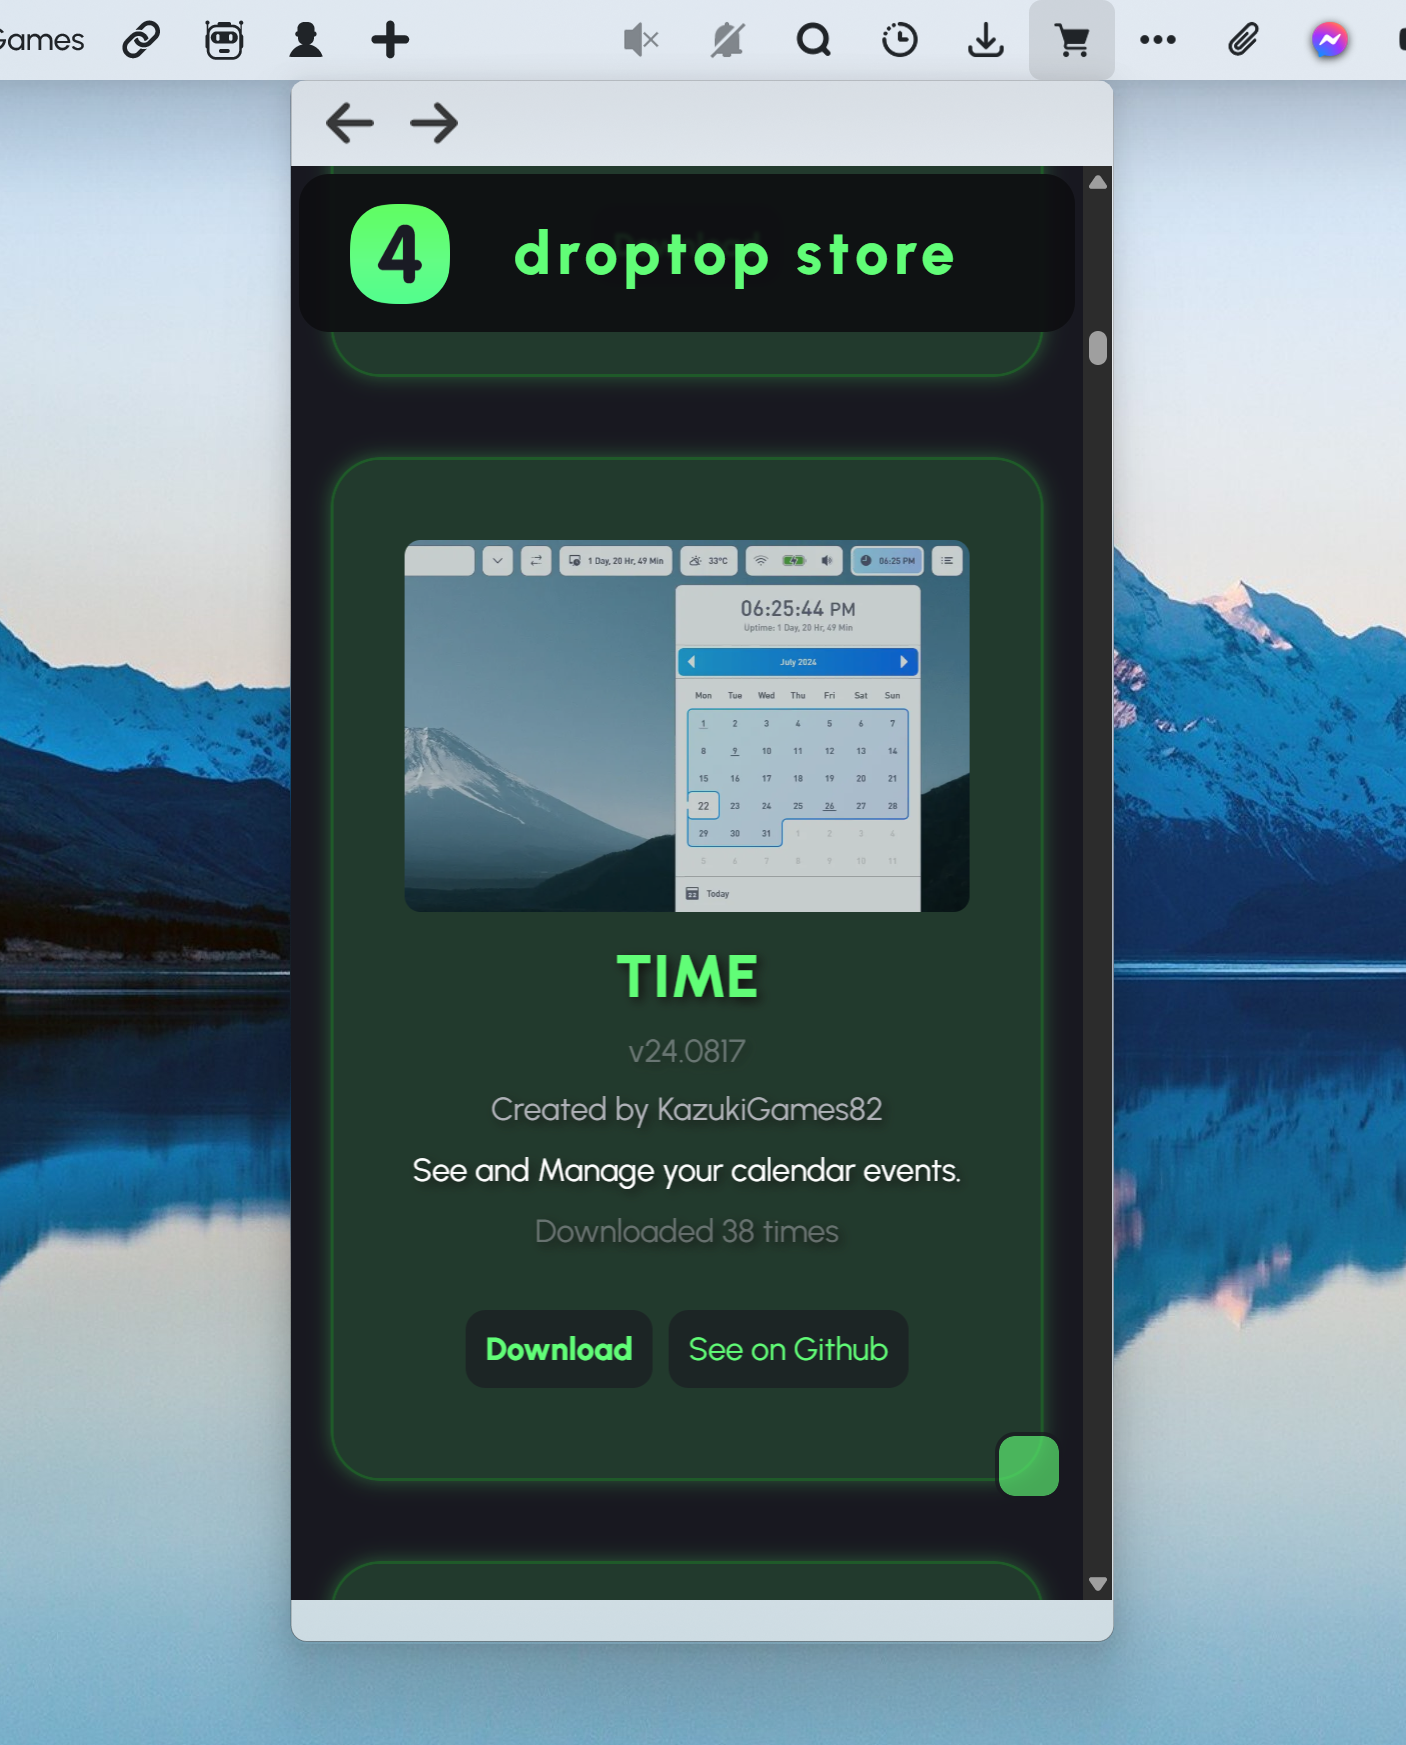 Games
4 droptop store
1 Day, 20 Hr, 49 Min 33°C 06:25 PM
06:25:44 PM
Uptime: 1 Day, 20 Hr, 49 Min
July 2024
Mon Tue Wed Thu Fri Sat Sun
1 2 3 4 5 6 7
8 9 10 11 12 13 14
15 16 17 18 19 20 21
22 23 24 25 26 27 28
29 30 31 1 2 3 4
5 6 7 8 9 10 11
22 Today
TIME
v24.0817
Created by KazukiGames82
See and Manage your calendar events.
Downloaded 38 times
Download See on Github